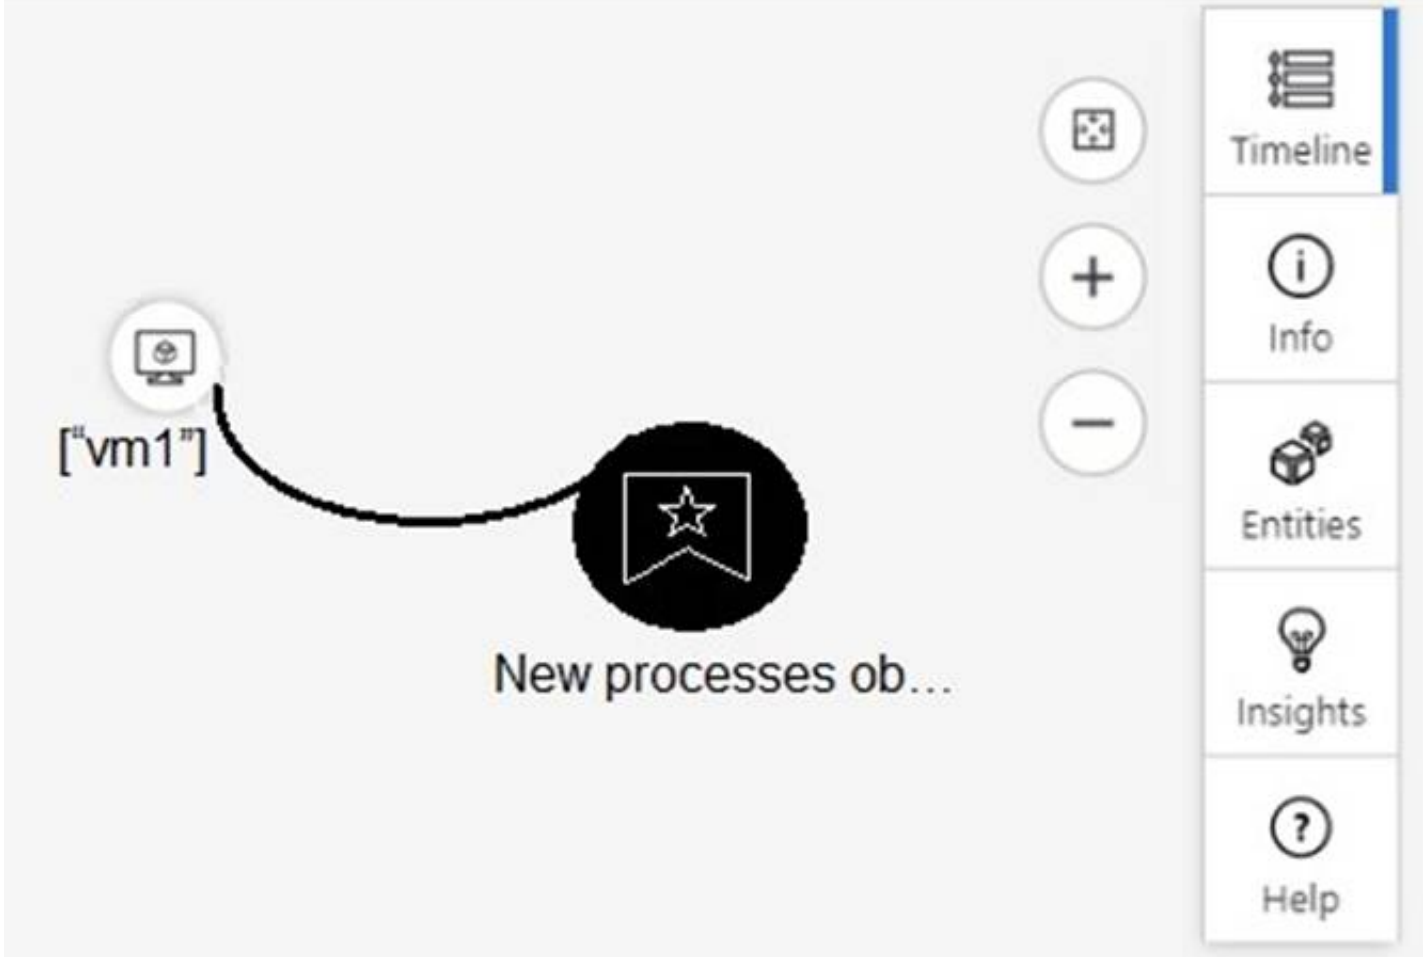 Timeline
Info
["vm1"]
Entities
New processes ob...
Insights
Help